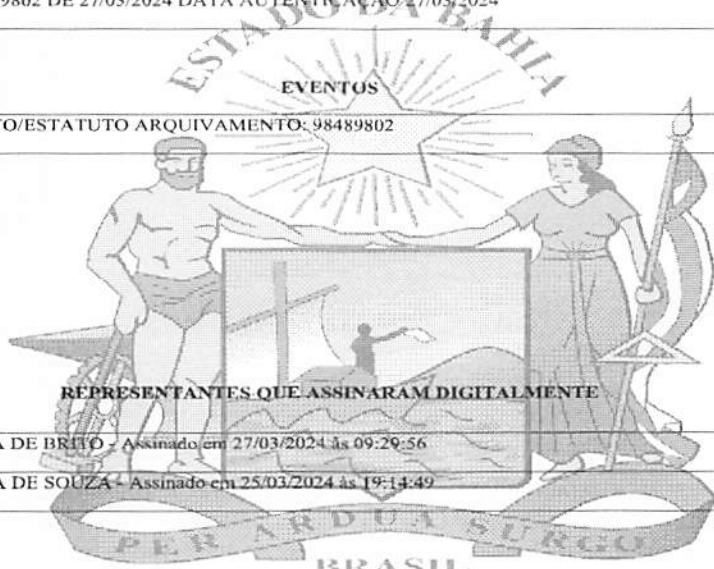 9862 DE 27/03/2024 DATA AUTENTICAÇÃO 27/03/2024
ESTADO DA BAHIA
EVENTOS
TO/ESTATUTO ARQUIVAMENTO: 98489802
REPRESENTANTES QUE ASSINARAM DIGITALMENTE
A DE BRITO - Assinado em 27/03/2024 às 09:29:56
A DE SOUZA - Assinado em 25/03/2024 às 19:14:49
PER ARDUA SURGO
BRASIL